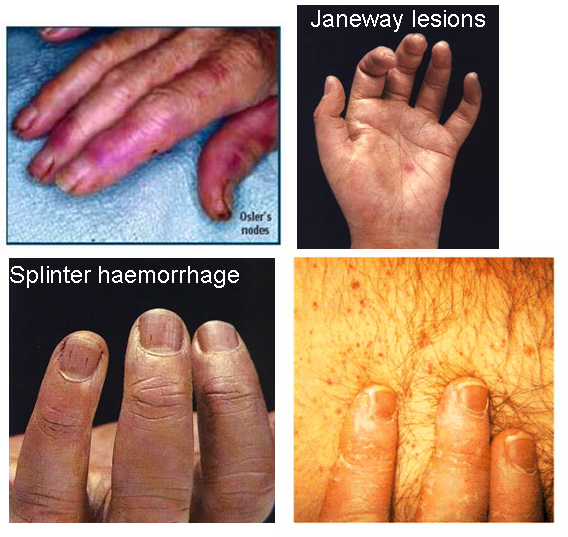 Janeway lesions
Osler's
nodes
Splinter haemorrhage